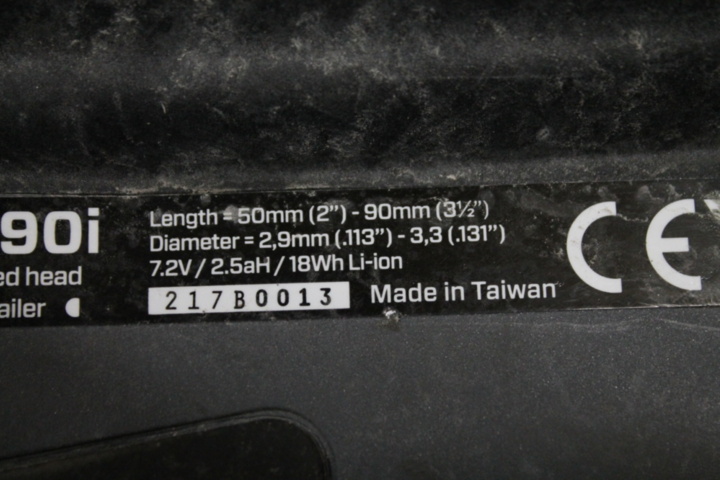 90i
ed head
ailer
Length = 50mm (2”) - 90mm (3½”)
Diameter = 2,9mm (.113”) - 3,3 (.131”)
7.2V / 2.5aH / 18Wh Li-ion
217B0013
Made in Taiwan
CE